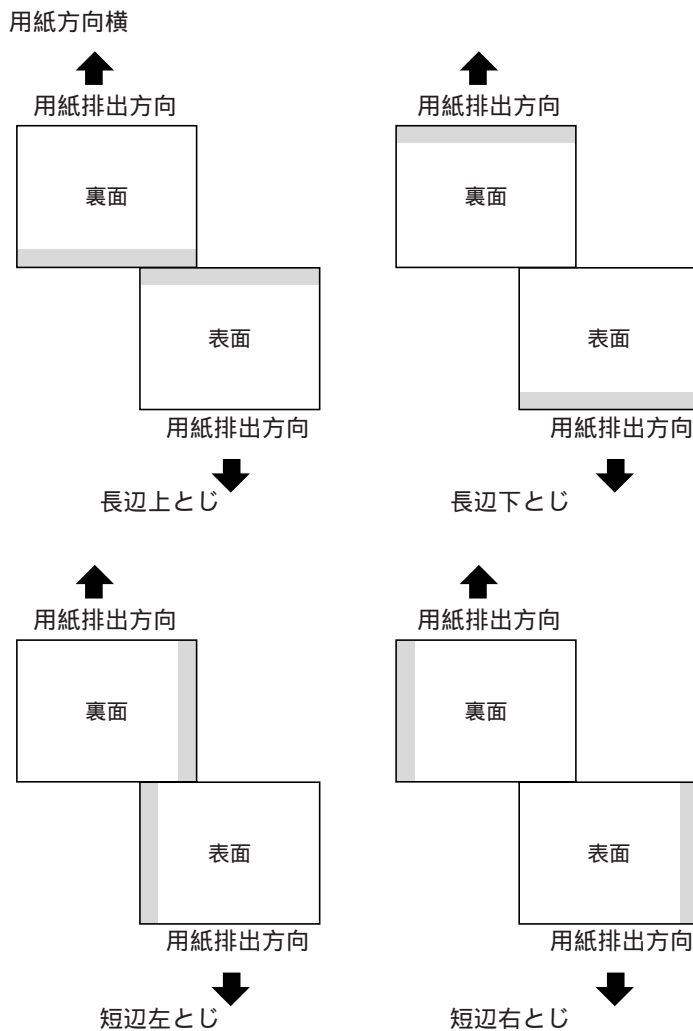 用紙方向横
用紙排出方向
裏面
表面
用紙排出方向
長辺上とじ
用紙排出方向
裏面
表面
用紙排出方向
長辺下とじ
用紙排出方向
裏面
表面
用紙排出方向
短辺左とじ
用紙排出方向
裏面
表面
用紙排出方向
短辺右とじ